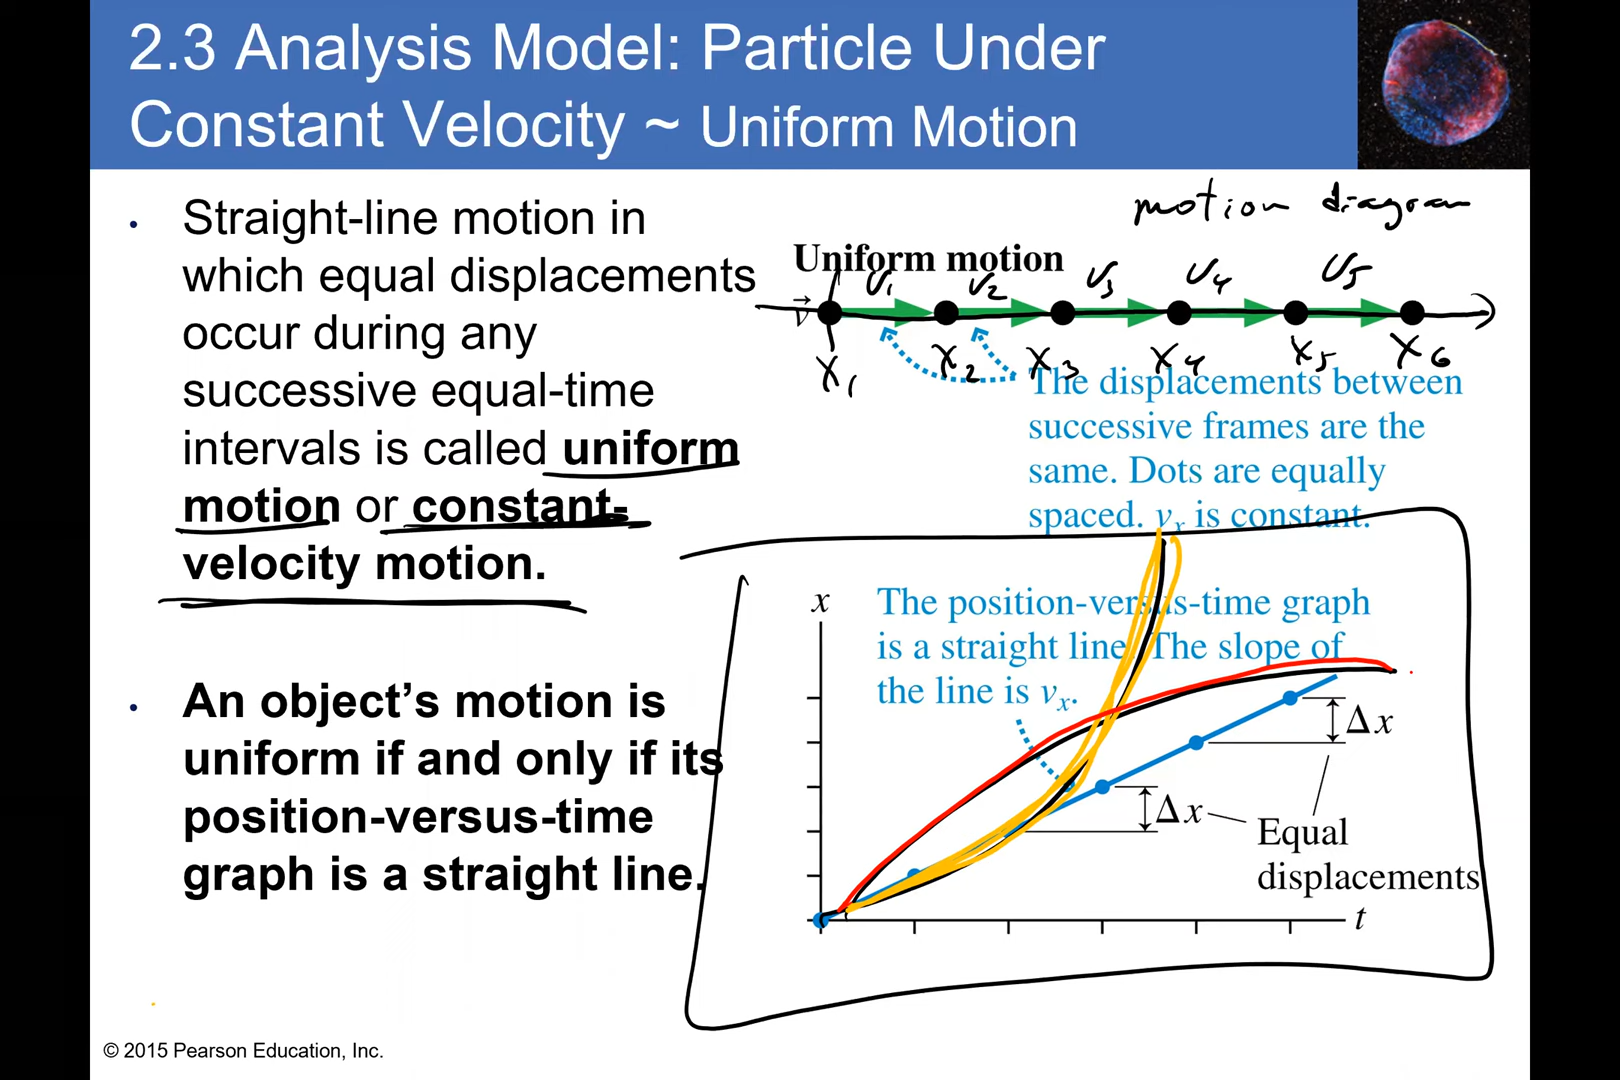 2.3 Analysis Model: Particle Under
Constant Velocity ~ Uniform Motion
• Straight-line motion in
which equal displacements
occur during any
successive equal-time
intervals is called uniform
motion or constant-
velocity motion.
• An object’s motion is
uniform if and only if its
position-versus-time
graph is a straight line.
motion diagram
Uniform motion
v1 v2 v3 v4 v5
v
x1 x2 x3 x4 x5 x6
The displacements between
successive frames are the
same. Dots are equally
spaced. vx is constant.
x
The position-versus-time graph
is a straight line. The slope of
the line is vx.
Δx
Δx
Equal
displacements
t
© 2015 Pearson Education, Inc.